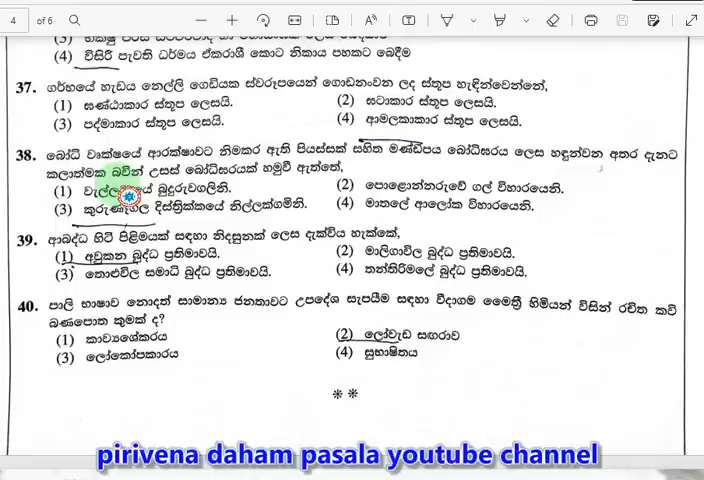 4 of 6
(4) විසිරී පැවති ධර්මය ඒකරාශී කොට නිකාය පහකට බෙදීම
37. ගර්භයේ හැඩය නෙල්ලි ගෙඩියක ස්වරූපයෙන් ගොඩනංවන ලද ස්තූප හැඳින්වෙන්නේ,
(1) ඝණ්ඨාකාර ස්තූප ලෙසයි. (2) ඝටාකාර ස්තූප ලෙසයි.
(3) පද්මාකාර ස්තූප ලෙසයි. (4) ආමලකාකාර ස්තූප ලෙසයි.
38. බෝධි වෘක්ෂයේ ආරක්ෂාවට නිමකර ඇති පියස්සක් සහිත මණ්ඩපය බෝධිඝරය ලෙස හඳුන්වන අතර දැනට
කලාත්මක බවින් උසස් බෝධිඝරයක් හමුවී ඇත්තේ,
(1) බුදුරුවගලිනි. (2) පොළොන්නරුවේ ගල් විහාරයෙනි.
(3) කුරුණෑගල දිස්ත්‍රික්කයේ නිල්ලක්ගමිනි. (4) මාතලේ ආලෝක විහාරයෙනි.
39. ආබද්ධ හිටි පිළිමයක් සඳහා නිදසුනක් ලෙස දැක්විය හැක්කේ,
(1) අවුකන බුද්ධ ප්‍රතිමාවයි. (2) මාලිගාවිල බුද්ධ ප්‍රතිමාවයි.
(3) තොළුවිල සමාධි බුද්ධ ප්‍රතිමාවයි. (4) තන්තිරිමලේ බුද්ධ ප්‍රතිමාවයි.
40. පාලි භාෂාව නොදත් සාමාන්‍ය ජනතාවට උපදේශ සැපයීම සඳහා වීදාගම මෛත්‍රී හිමියන් විසින් රචිත කවි
බණපොත කුමක් ද?
(1) කාව්‍යශේකරය (2) ලෝවැඩ සඟරාව
(3) ලෝකෝපකාරය (4) සුභාෂිතය
**
pirivena daham pasala youtube channel